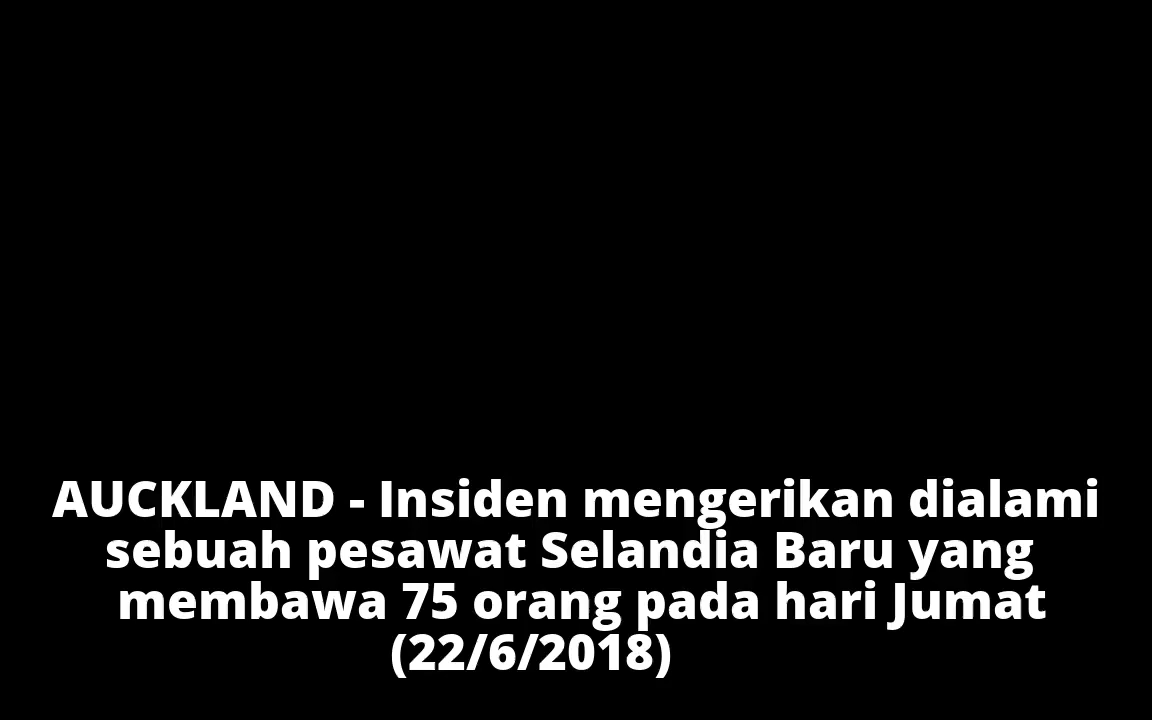 AUCKLAND - Insiden mengerikan dialami
sebuah pesawat Selandia Baru yang
membawa 75 orang pada hari Jumat
(22/6/2018)